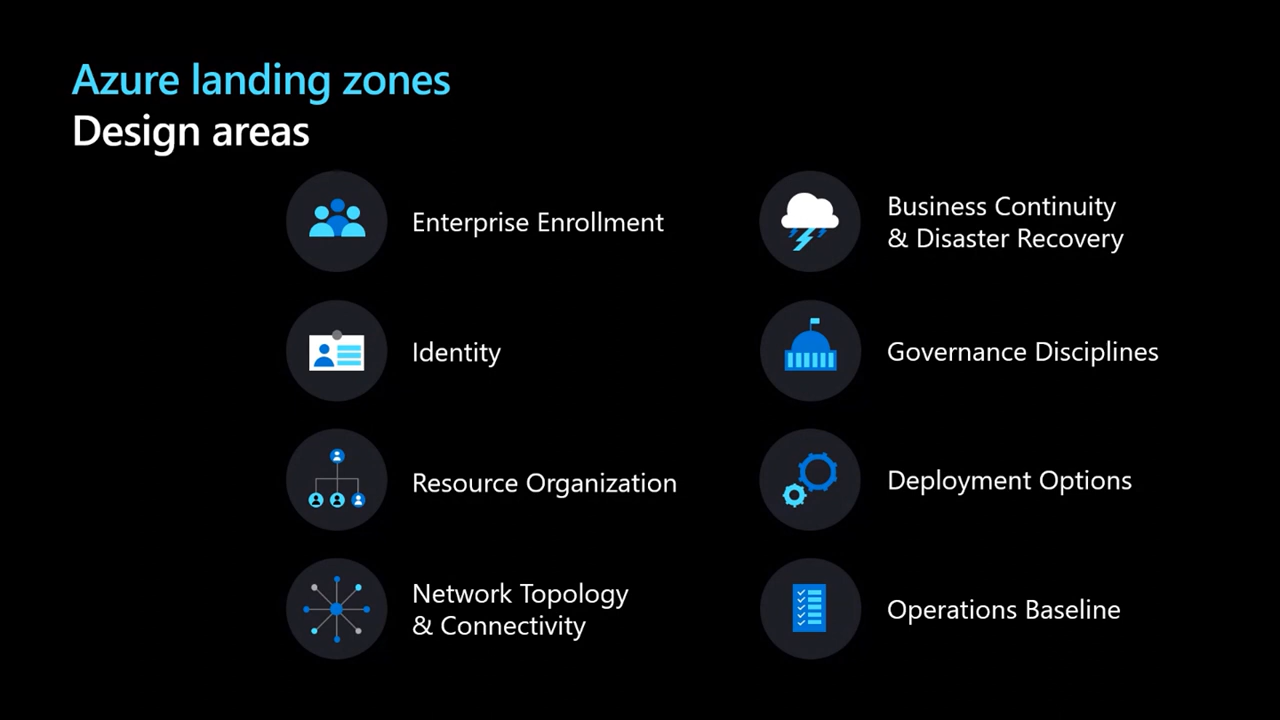 Azure landing zones
Design areas
Enterprise Enrollment
Identity
Resource Organization
Network Topology
& Connectivity
Business Continuity
& Disaster Recovery
Governance Disciplines
Deployment Options
Operations Baseline